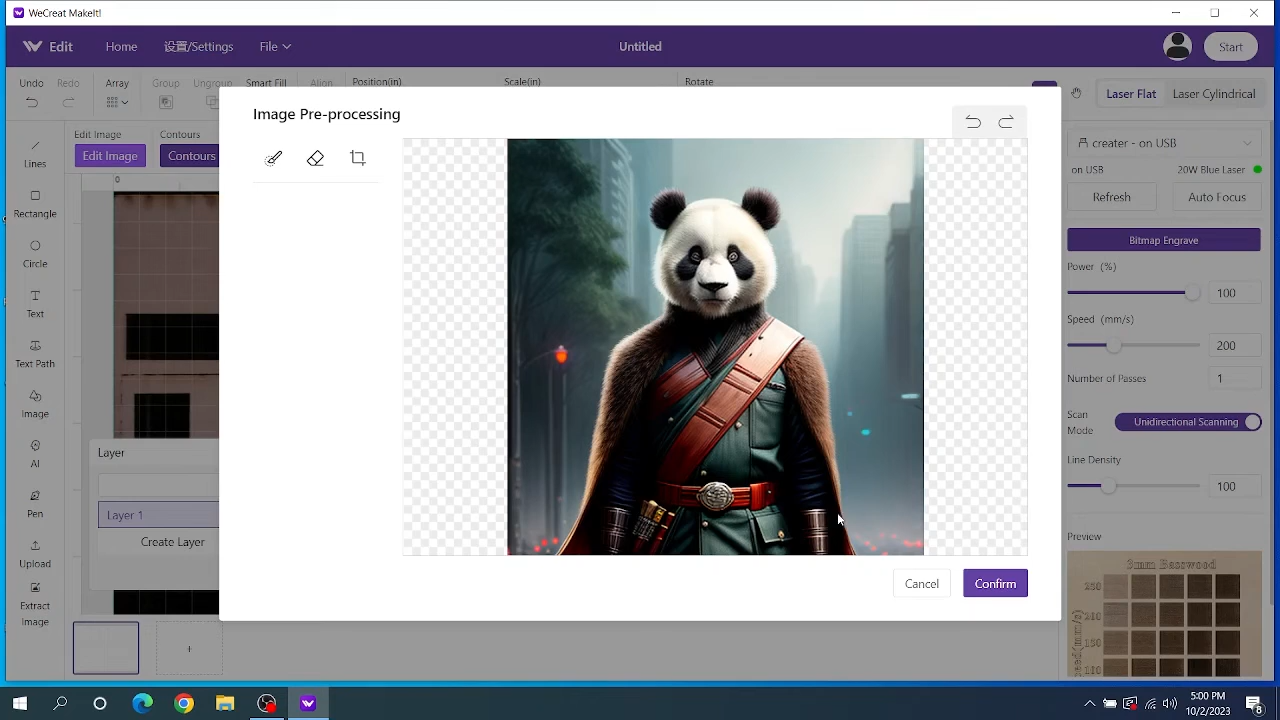 WeCreat MakeIt!
Edit
Home
设置/Settings
File
Untitled
Start
Undo
Redo
Array
Group
Smart Fill
Align
Position(in)
Scale(in)
Rotate
Laser Flat
Laser Cylindrical
Edit Image
Contours
Edit Image
Contours
0
Rectangle
Circle
Text
Text Path
Image
AI
Pen
Upload
Extract
Image
Layer
Layer 1
Create Layer
+
Image Pre-processing
Cancel
Confirm
creater - on USB
on USB
20W Blue Laser
Refresh
Auto Focus
Bitmap Engrave
Power (%)
100
Speed (mm/s)
200
Number of Passes
1
Scan
Mode
Unidirectional Scanning
Line Density
100
Preview
3mm Basswood
5:00 PM
10/2/2023
8